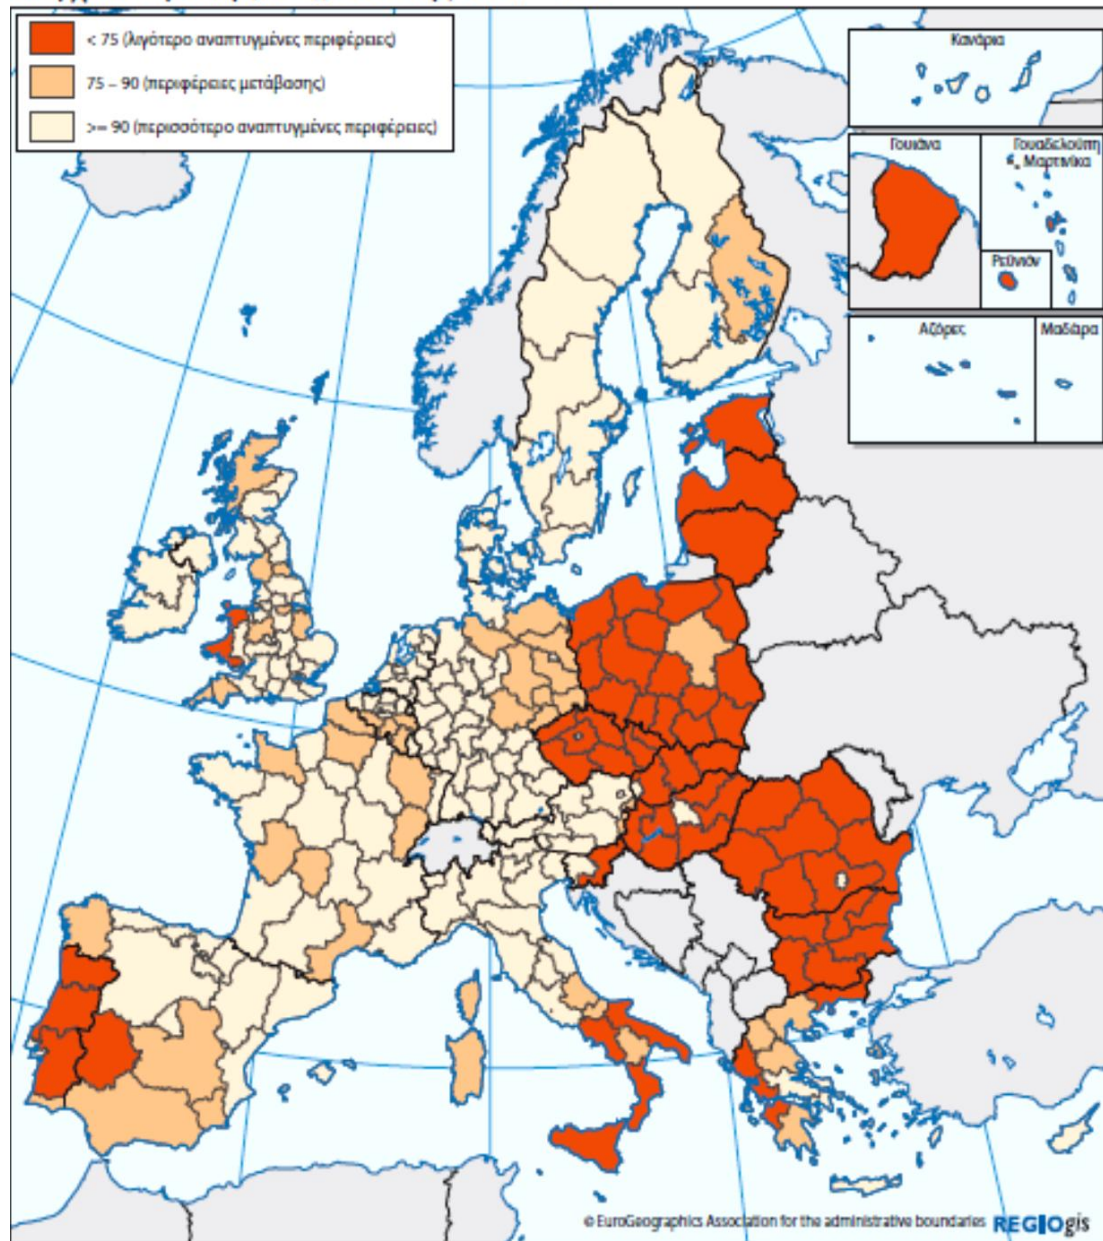 < 75 (λιγότερο αναπτυγμένες περιφέρειες)
75 – 90 (περιφέρειες μετάβασης)
>= 90 (περισσότερο αναπτυγμένες περιφέρειες)
Κανάρια
Γουιάνα
Γουαδελούπη
Μαρτινίκα
Ρεϋνιόν
Αζόρες
Μαδέρα
© EuroGeographics Association for the administrative boundaries
REGIOgis